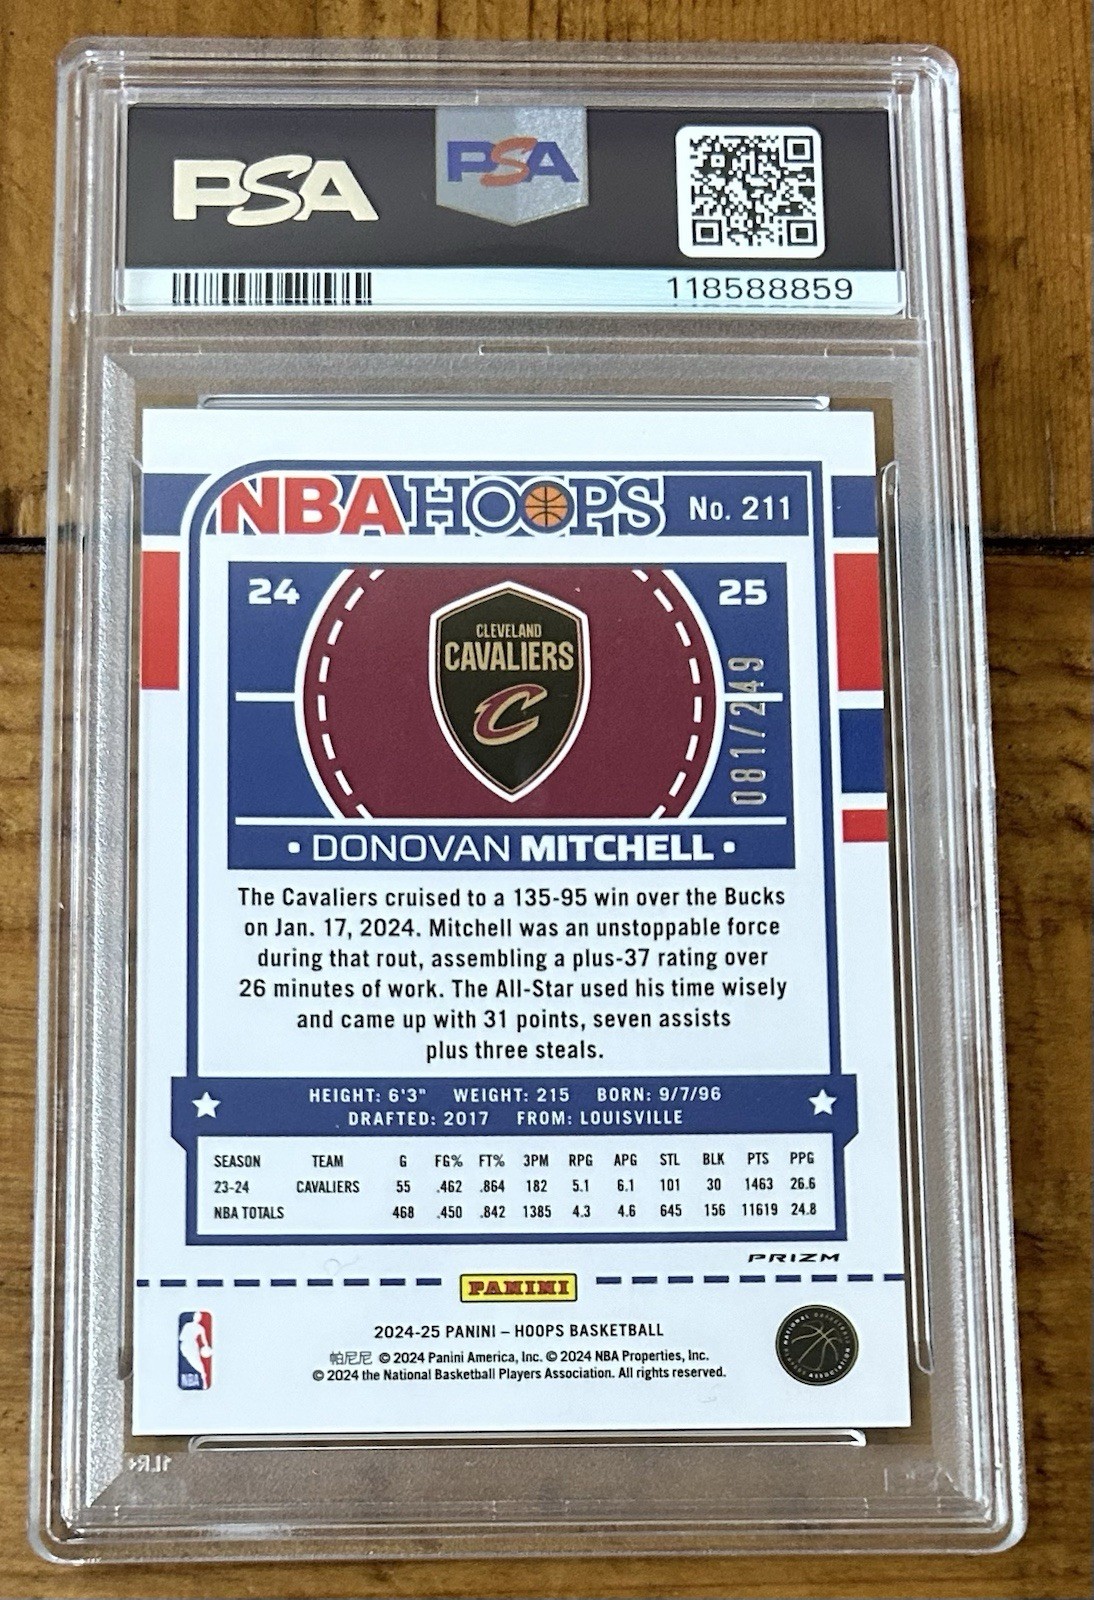 PSA
PSA
118588859
NBA HOOPS No. 211
24
25
CLEVELAND
CAVALIERS
C
081/249
• DONOVAN MITCHELL •
The Cavaliers cruised to a 135-95 win over the Bucks
on Jan. 17, 2024. Mitchell was an unstoppable force
during that rout, assembling a plus-37 rating over
26 minutes of work. The All-Star used his time wisely
and came up with 31 points, seven assists
plus three steals.
HEIGHT: 6'3" WEIGHT: 215 BORN: 9/7/96
DRAFTED: 2017 FROM: LOUISVILLE
SEASON TEAM G FG% FT% 3PM RPG APG STL BLK PTS PPG
23-24 CAVALIERS 55 .462 .864 182 5.1 6.1 101 30 1463 26.6
NBA TOTALS 468 .450 .842 1385 4.3 4.6 645 156 11619 24.8
PRIZM
PANINI
2024-25 PANINI – HOOPS BASKETBALL
帕尼尼 © 2024 Panini America, Inc. © 2024 NBA Properties, Inc.
© 2024 the National Basketball Players Association. All rights reserved.
NBA
NATIONAL BASKETBALL PLAYERS ASSOCIATION